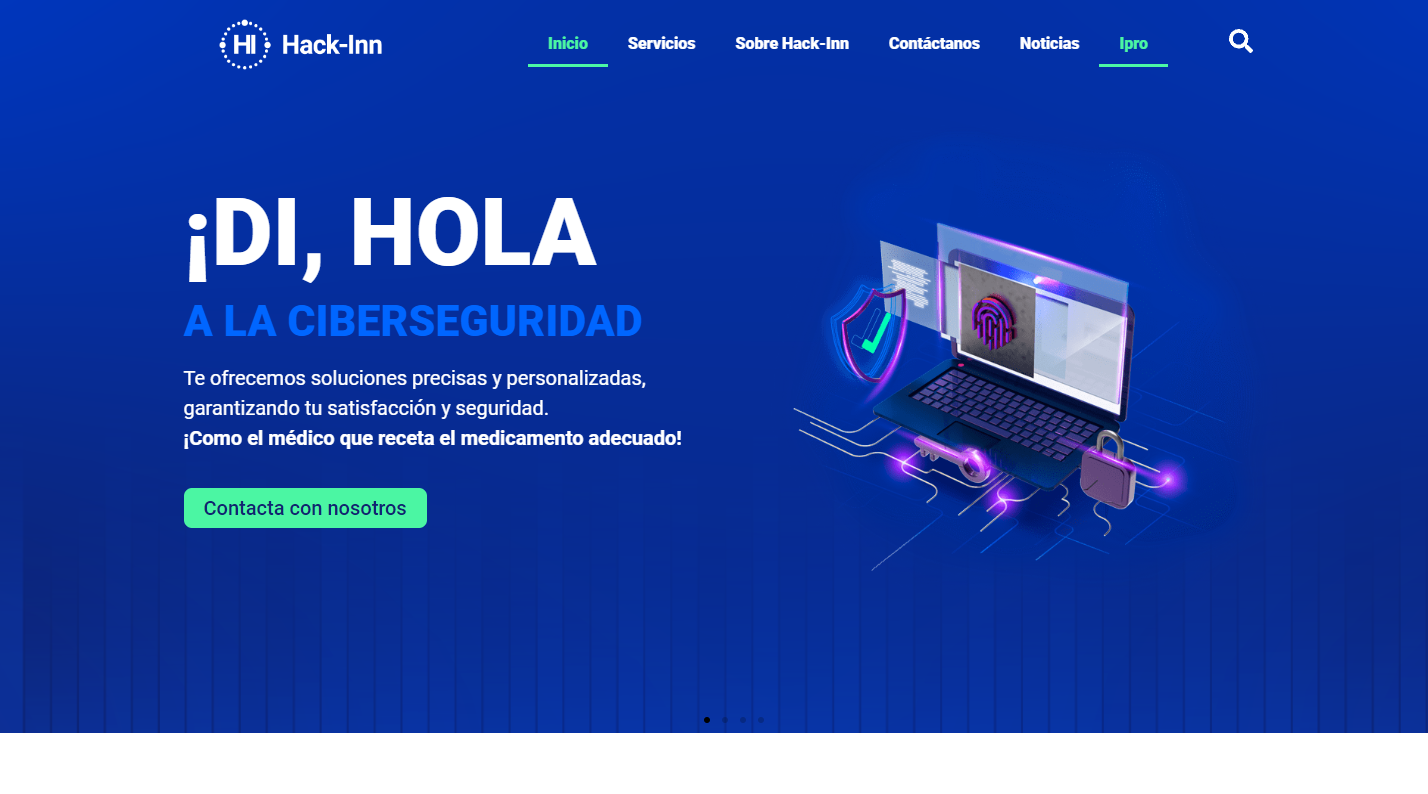 HI Hack-Inn
Inicio Servicios Sobre Hack-Inn Contáctanos Noticias Ipro
¡DI, HOLA
A LA CIBERSEGURIDAD
Te ofrecemos soluciones precisas y personalizadas,
garantizando tu satisfacción y seguridad.
¡Como el médico que receta el medicamento adecuado!
Contacta con nosotros